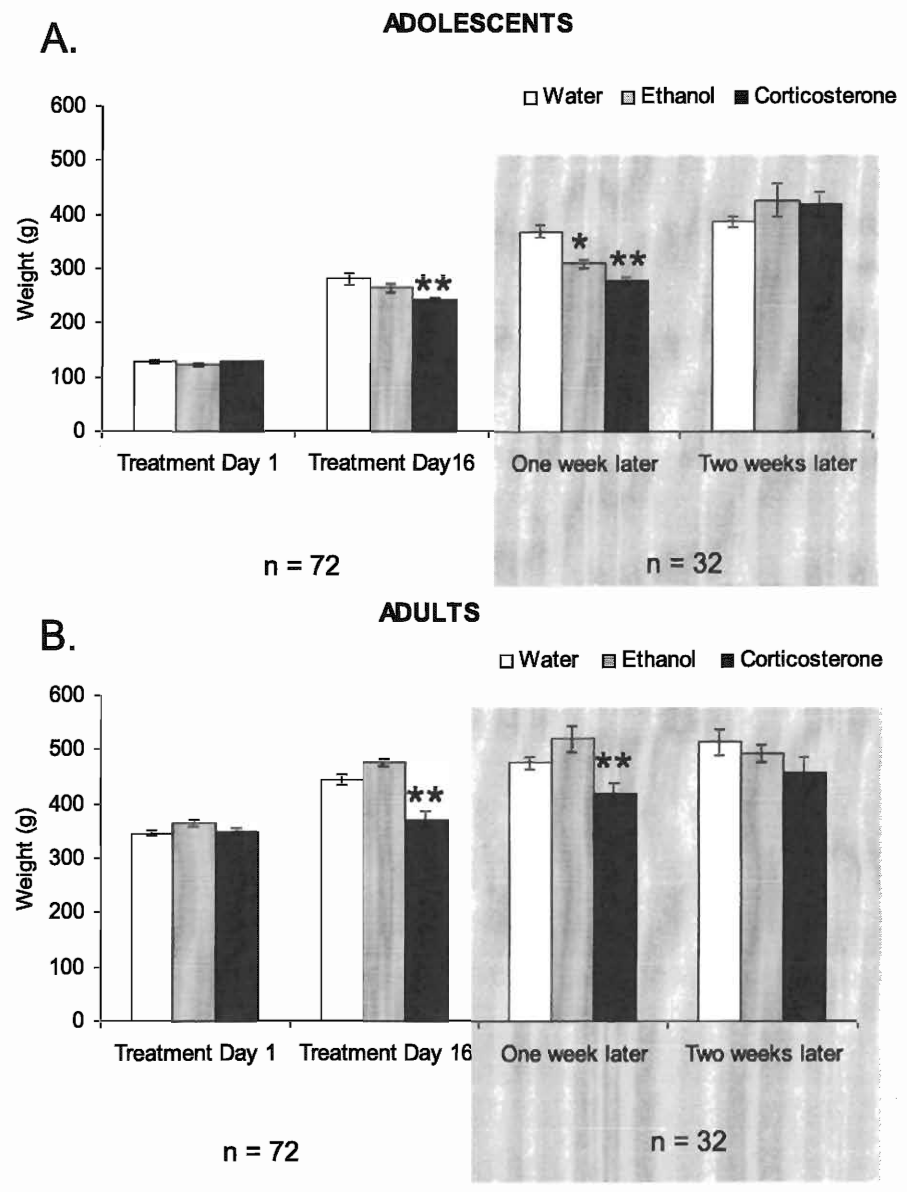 ADOLESCENTS
A.
Water Ethanol Corticosterone
600
500
400
300
200
100
0
Weight (g)
*
**
**
Treatment Day 1 Treatment Day16 One week later Two weeks later
n = 72 n = 32
ADULTS
B.
Water Ethanol Corticosterone
600
500
400
300
200
100
0
Weight (g)
**
**
Treatment Day 1 Treatment Day 16 One week later Two weeks later
n = 72 n = 32